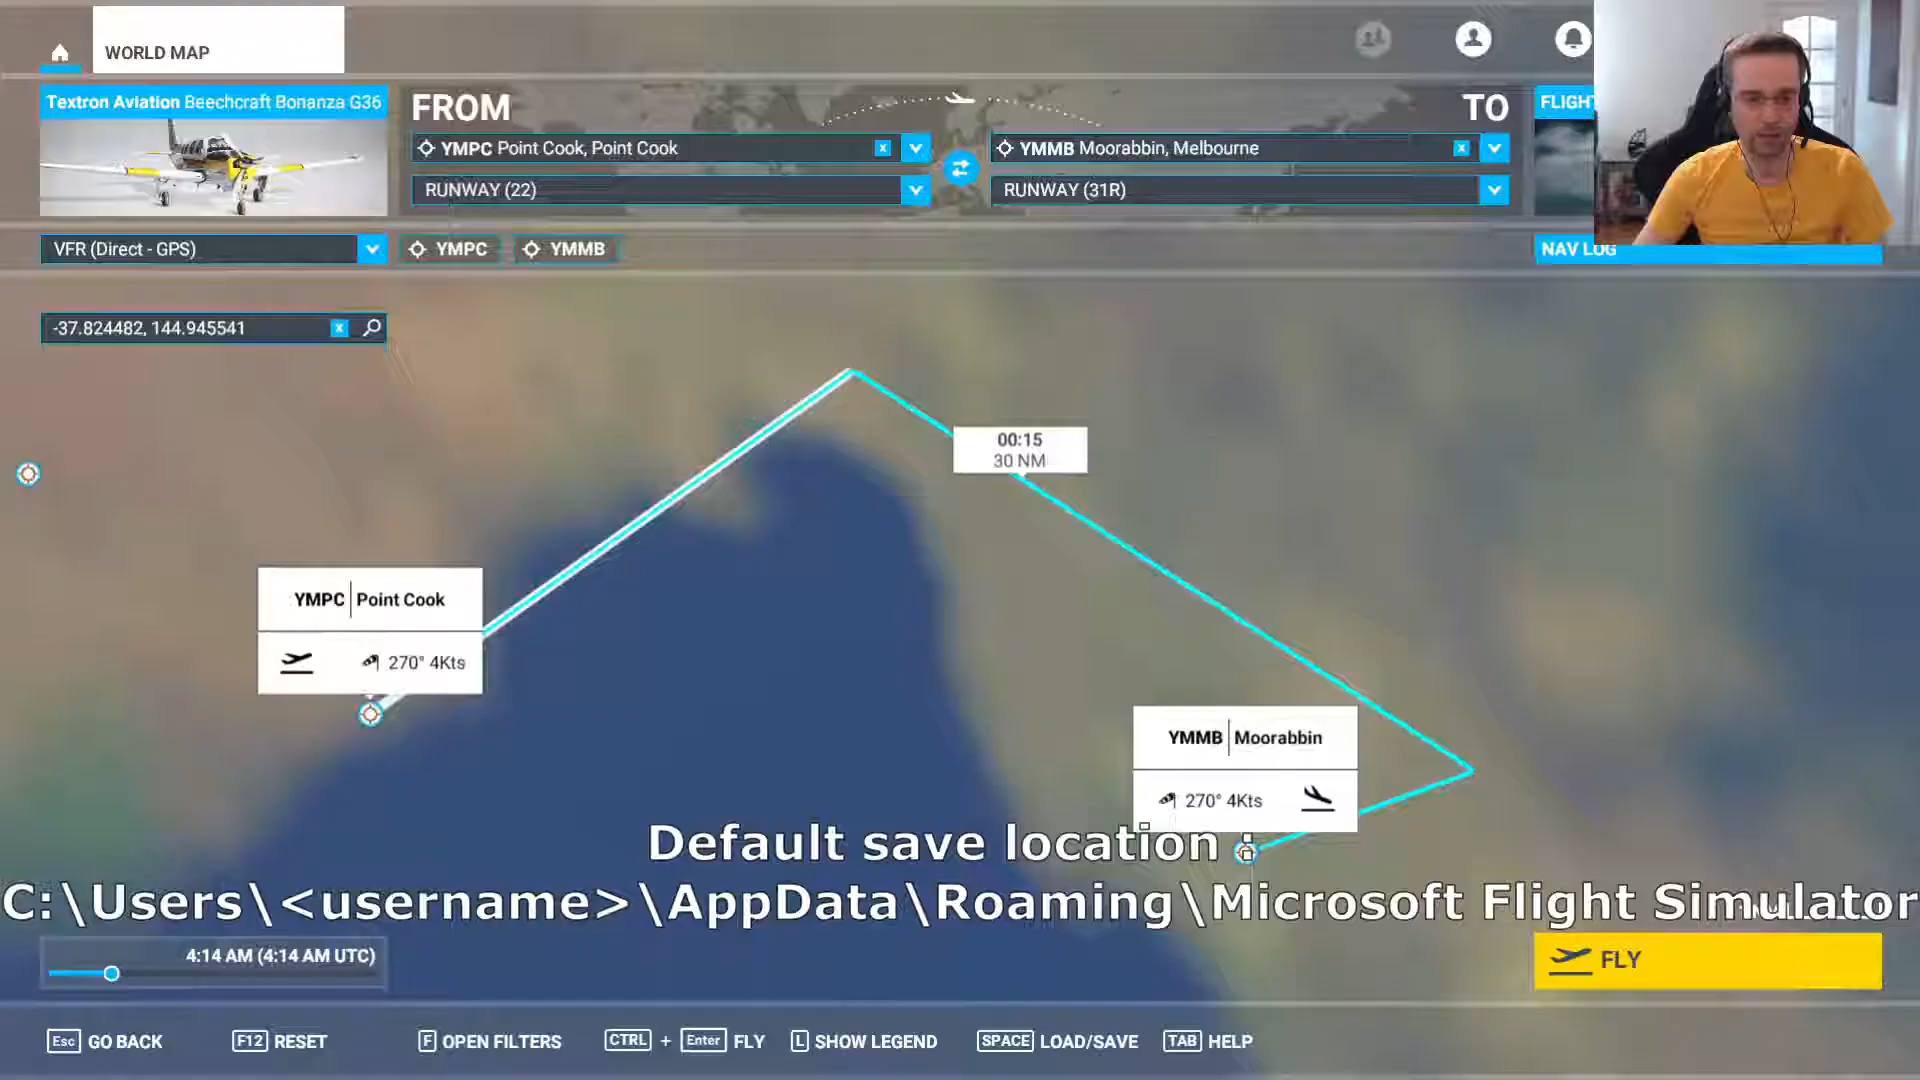 WORLD MAP
Textron Aviation Beechcraft Bonanza G36
FROM
TO
FLIGHT
YMPC Point Cook, Point Cook
x
YMMB Moorabbin, Melbourne
x
RUNWAY (22)
RUNWAY (31R)
VFR (Direct - GPS)
YMPC
YMMB
NAV LOG
-37.824482, 144.945541
x
00:15
30 NM
YMPC Point Cook
270° 4Kts
YMMB Moorabbin
270° 4Kts
Default save location :
C:\Users\<username>\AppData\Roaming\Microsoft Flight Simulator
4:14 AM (4:14 AM UTC)
FLY
Esc GO BACK
F12 RESET
F OPEN FILTERS
CTRL + Enter FLY
L SHOW LEGEND
SPACE LOAD/SAVE
TAB HELP